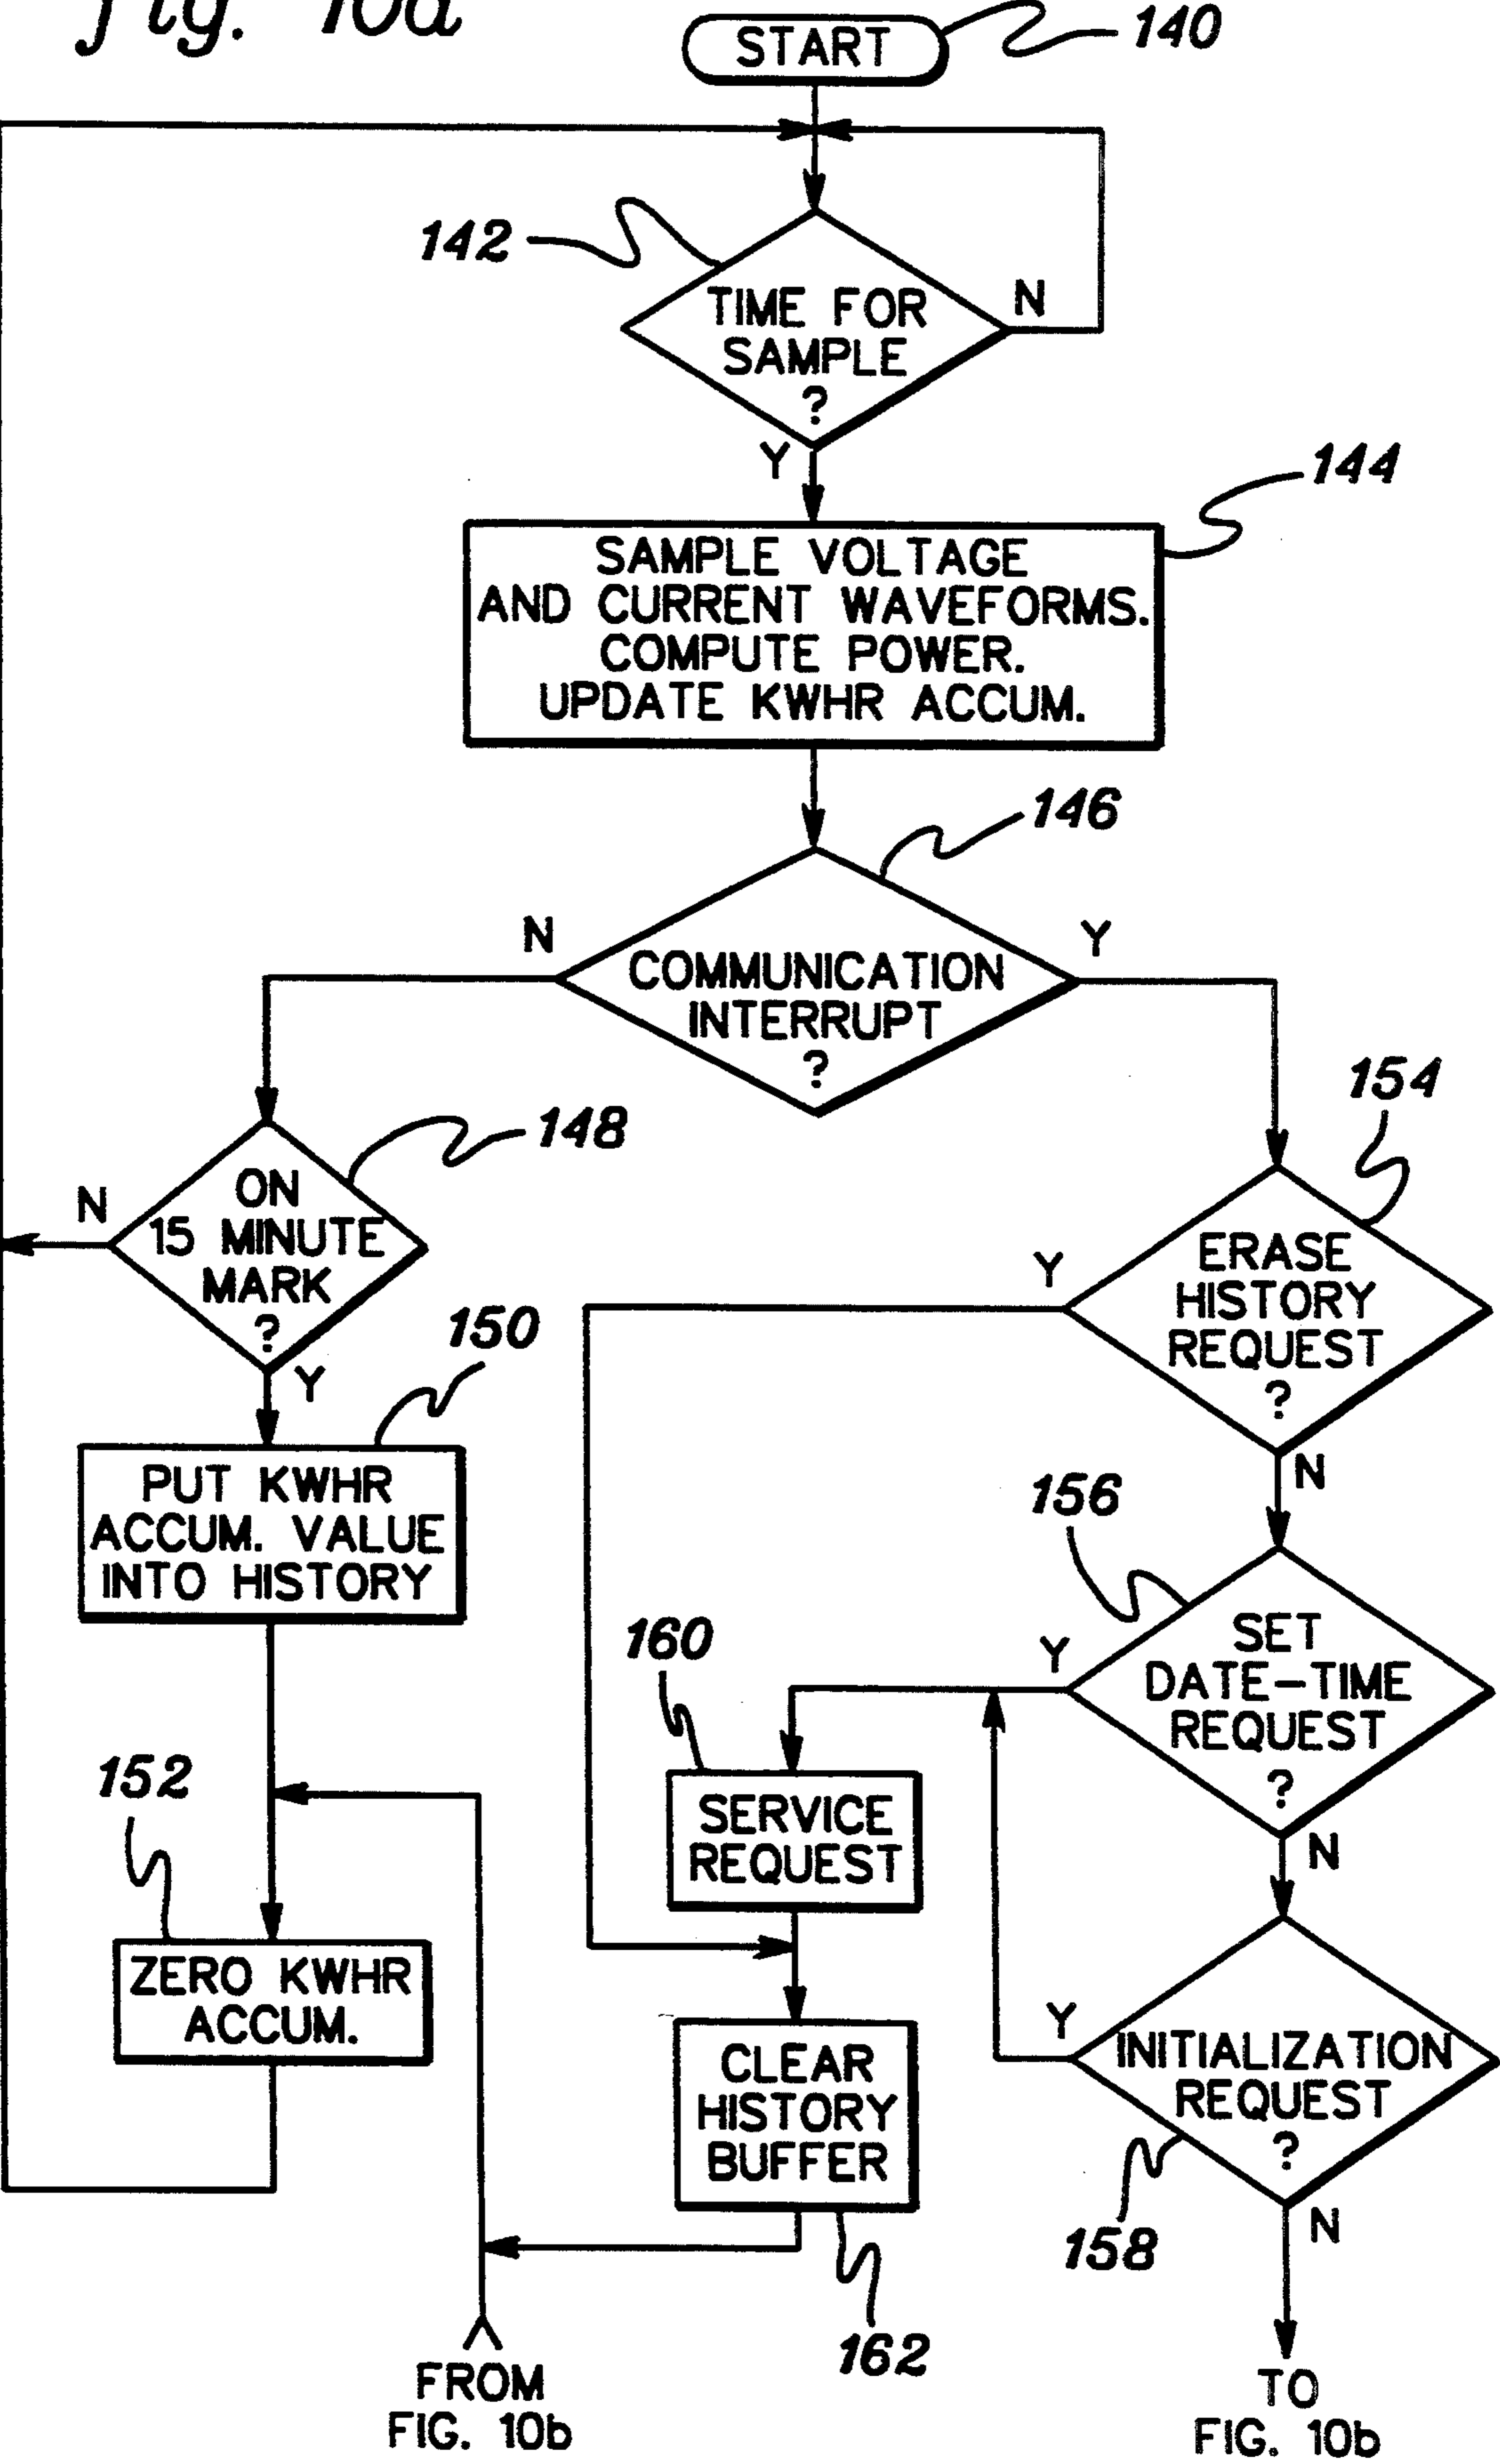 Fig. 10a
START
140
142
TIME FOR
SAMPLE
?
N
Y
144
SAMPLE VOLTAGE
AND CURRENT WAVEFORMS.
COMPUTE POWER.
UPDATE KWHR ACCUM.
146
N
Y
COMMUNICATION
INTERRUPT
?
148
N
ON
15 MINUTE
MARK
?
Y
150
PUT KWHR
ACCUM. VALUE
INTO HISTORY
152
ZERO KWHR
ACCUM.
154
Y
ERASE
HISTORY
REQUEST
?
N
156
Y
SET
DATE-TIME
REQUEST
?
N
160
SERVICE
REQUEST
Y
INITIALIZATION
REQUEST
?
158
N
CLEAR
HISTORY
BUFFER
162
FROM
FIG. 10b
TO
FIG. 10b